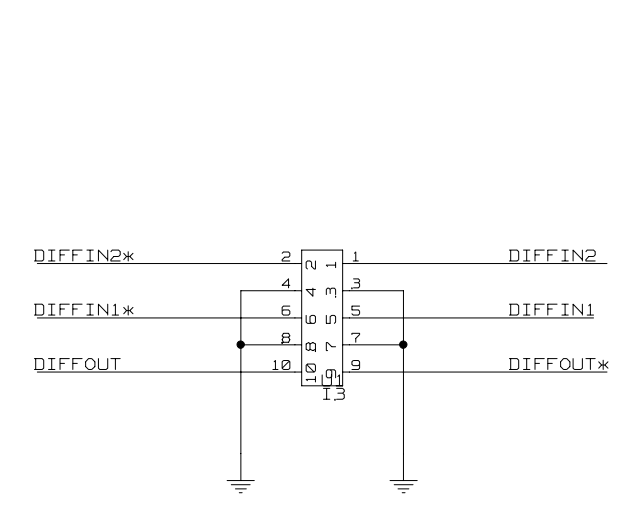 DIFFIN2* 2 2 1 1 DIFFIN2
4 4 3 3
DIFFIN1* 6 6 5 5 DIFFIN1
8 8 7 7
DIFFOUT 10 10 9 9 DIFFOUT*
U1
I3